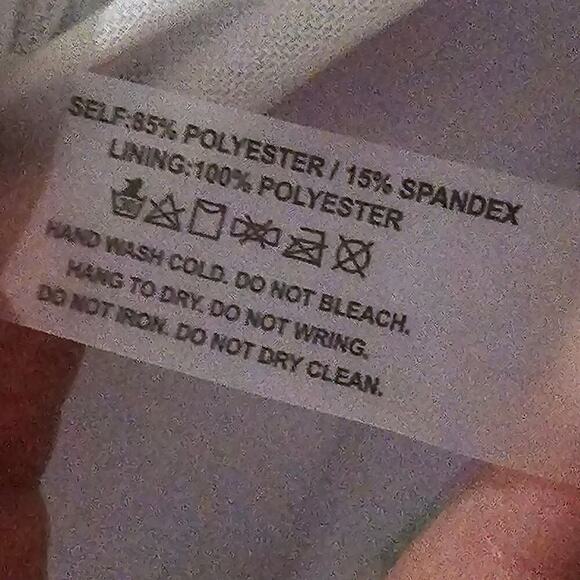 SELF:85% POLYESTER / 15% SPANDEX
LINING:100% POLYESTER
HAND WASH COLD. DO NOT BLEACH.
HANG TO DRY. DO NOT WRING.
DO NOT IRON. DO NOT DRY CLEAN.